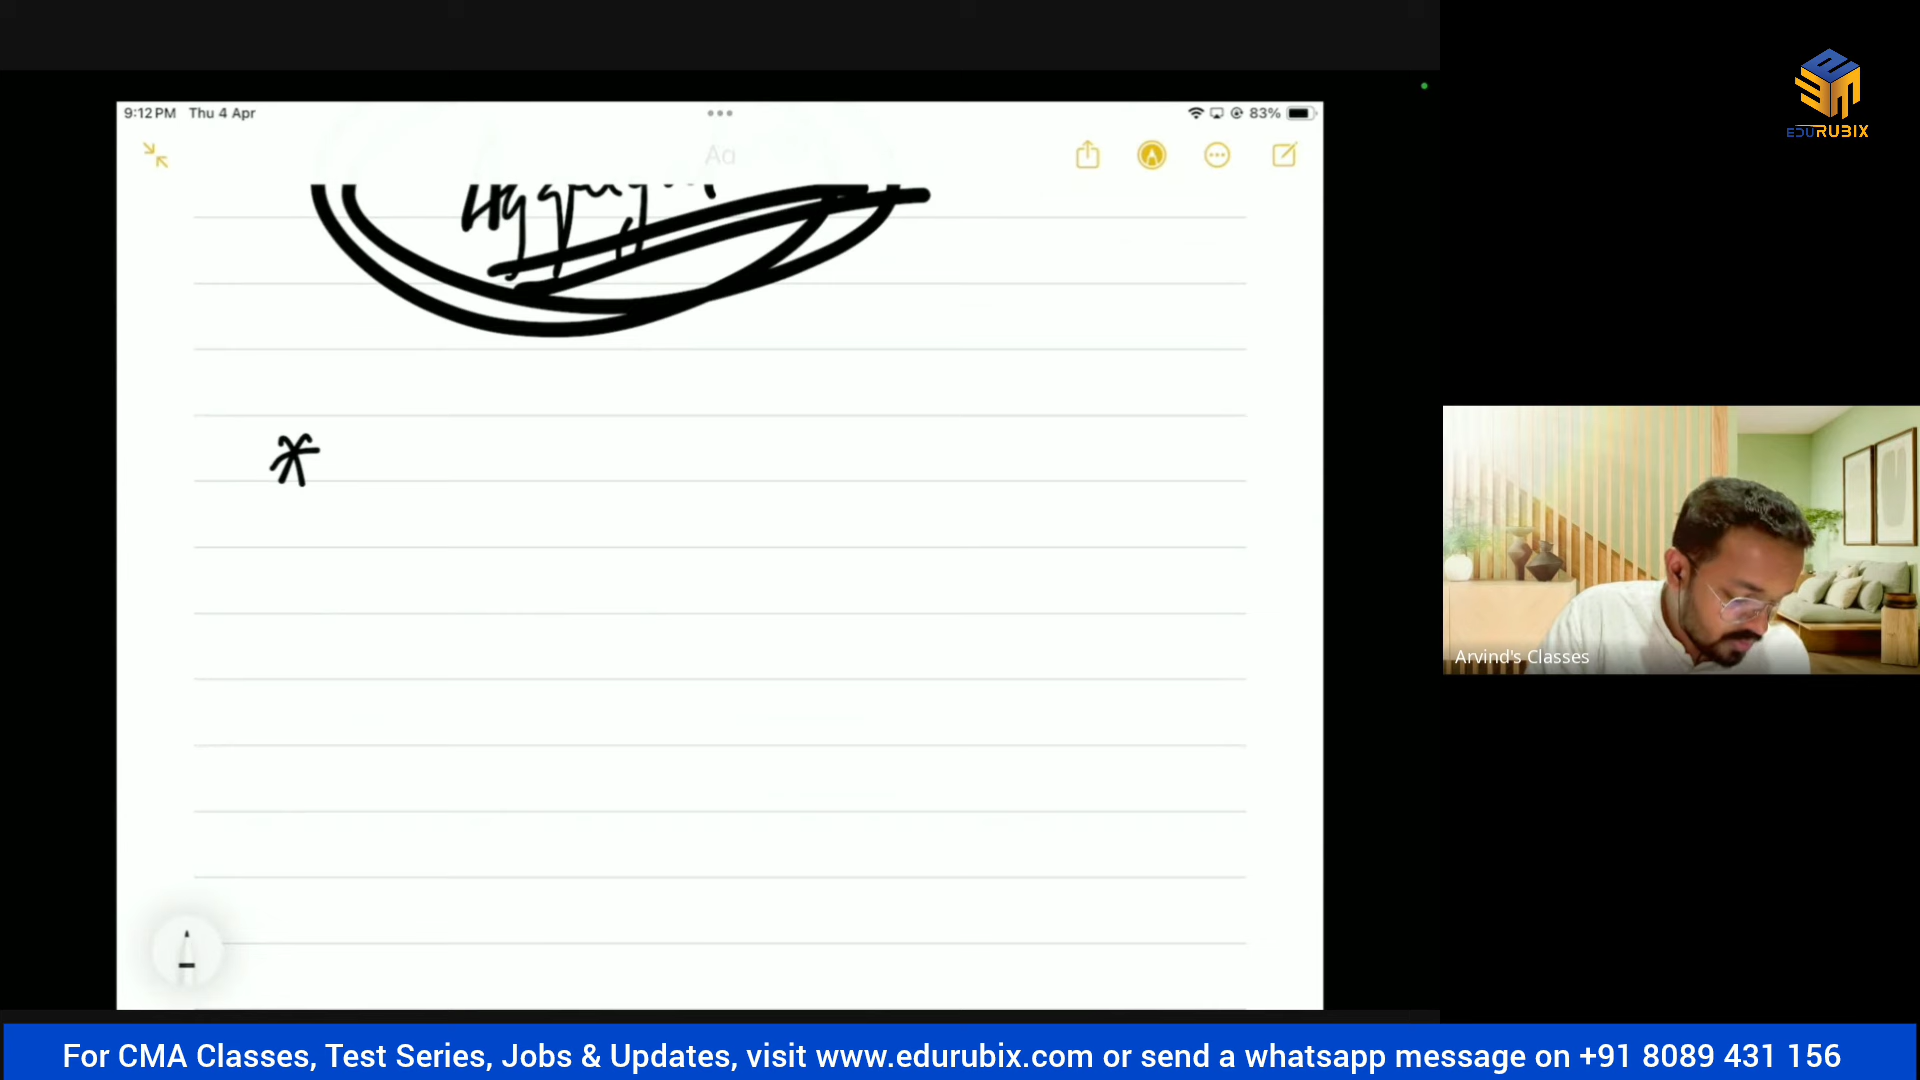 9:12 PM Thu 4 Apr
83%
Aa
*
EDURUBIX
Arvind's Classes
For CMA Classes, Test Series, Jobs & Updates, visit www.edurubix.com or send a whatsapp message on +91 8089 431 156